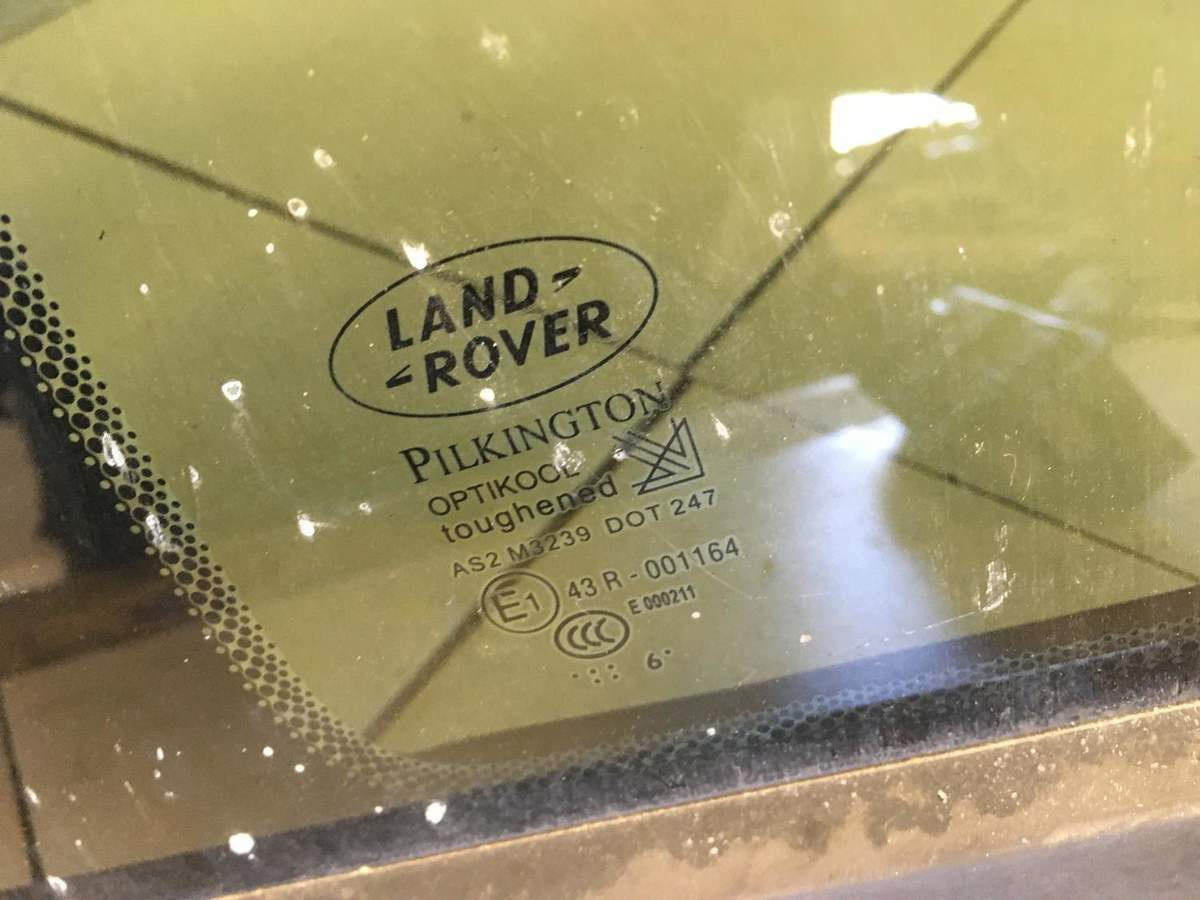 LAND
ROVER
PILKINGTON
OPTIKOOL
toughened
AS2 M3239 DOT 247
E1 43 R - 001164
CCC E 000211
6